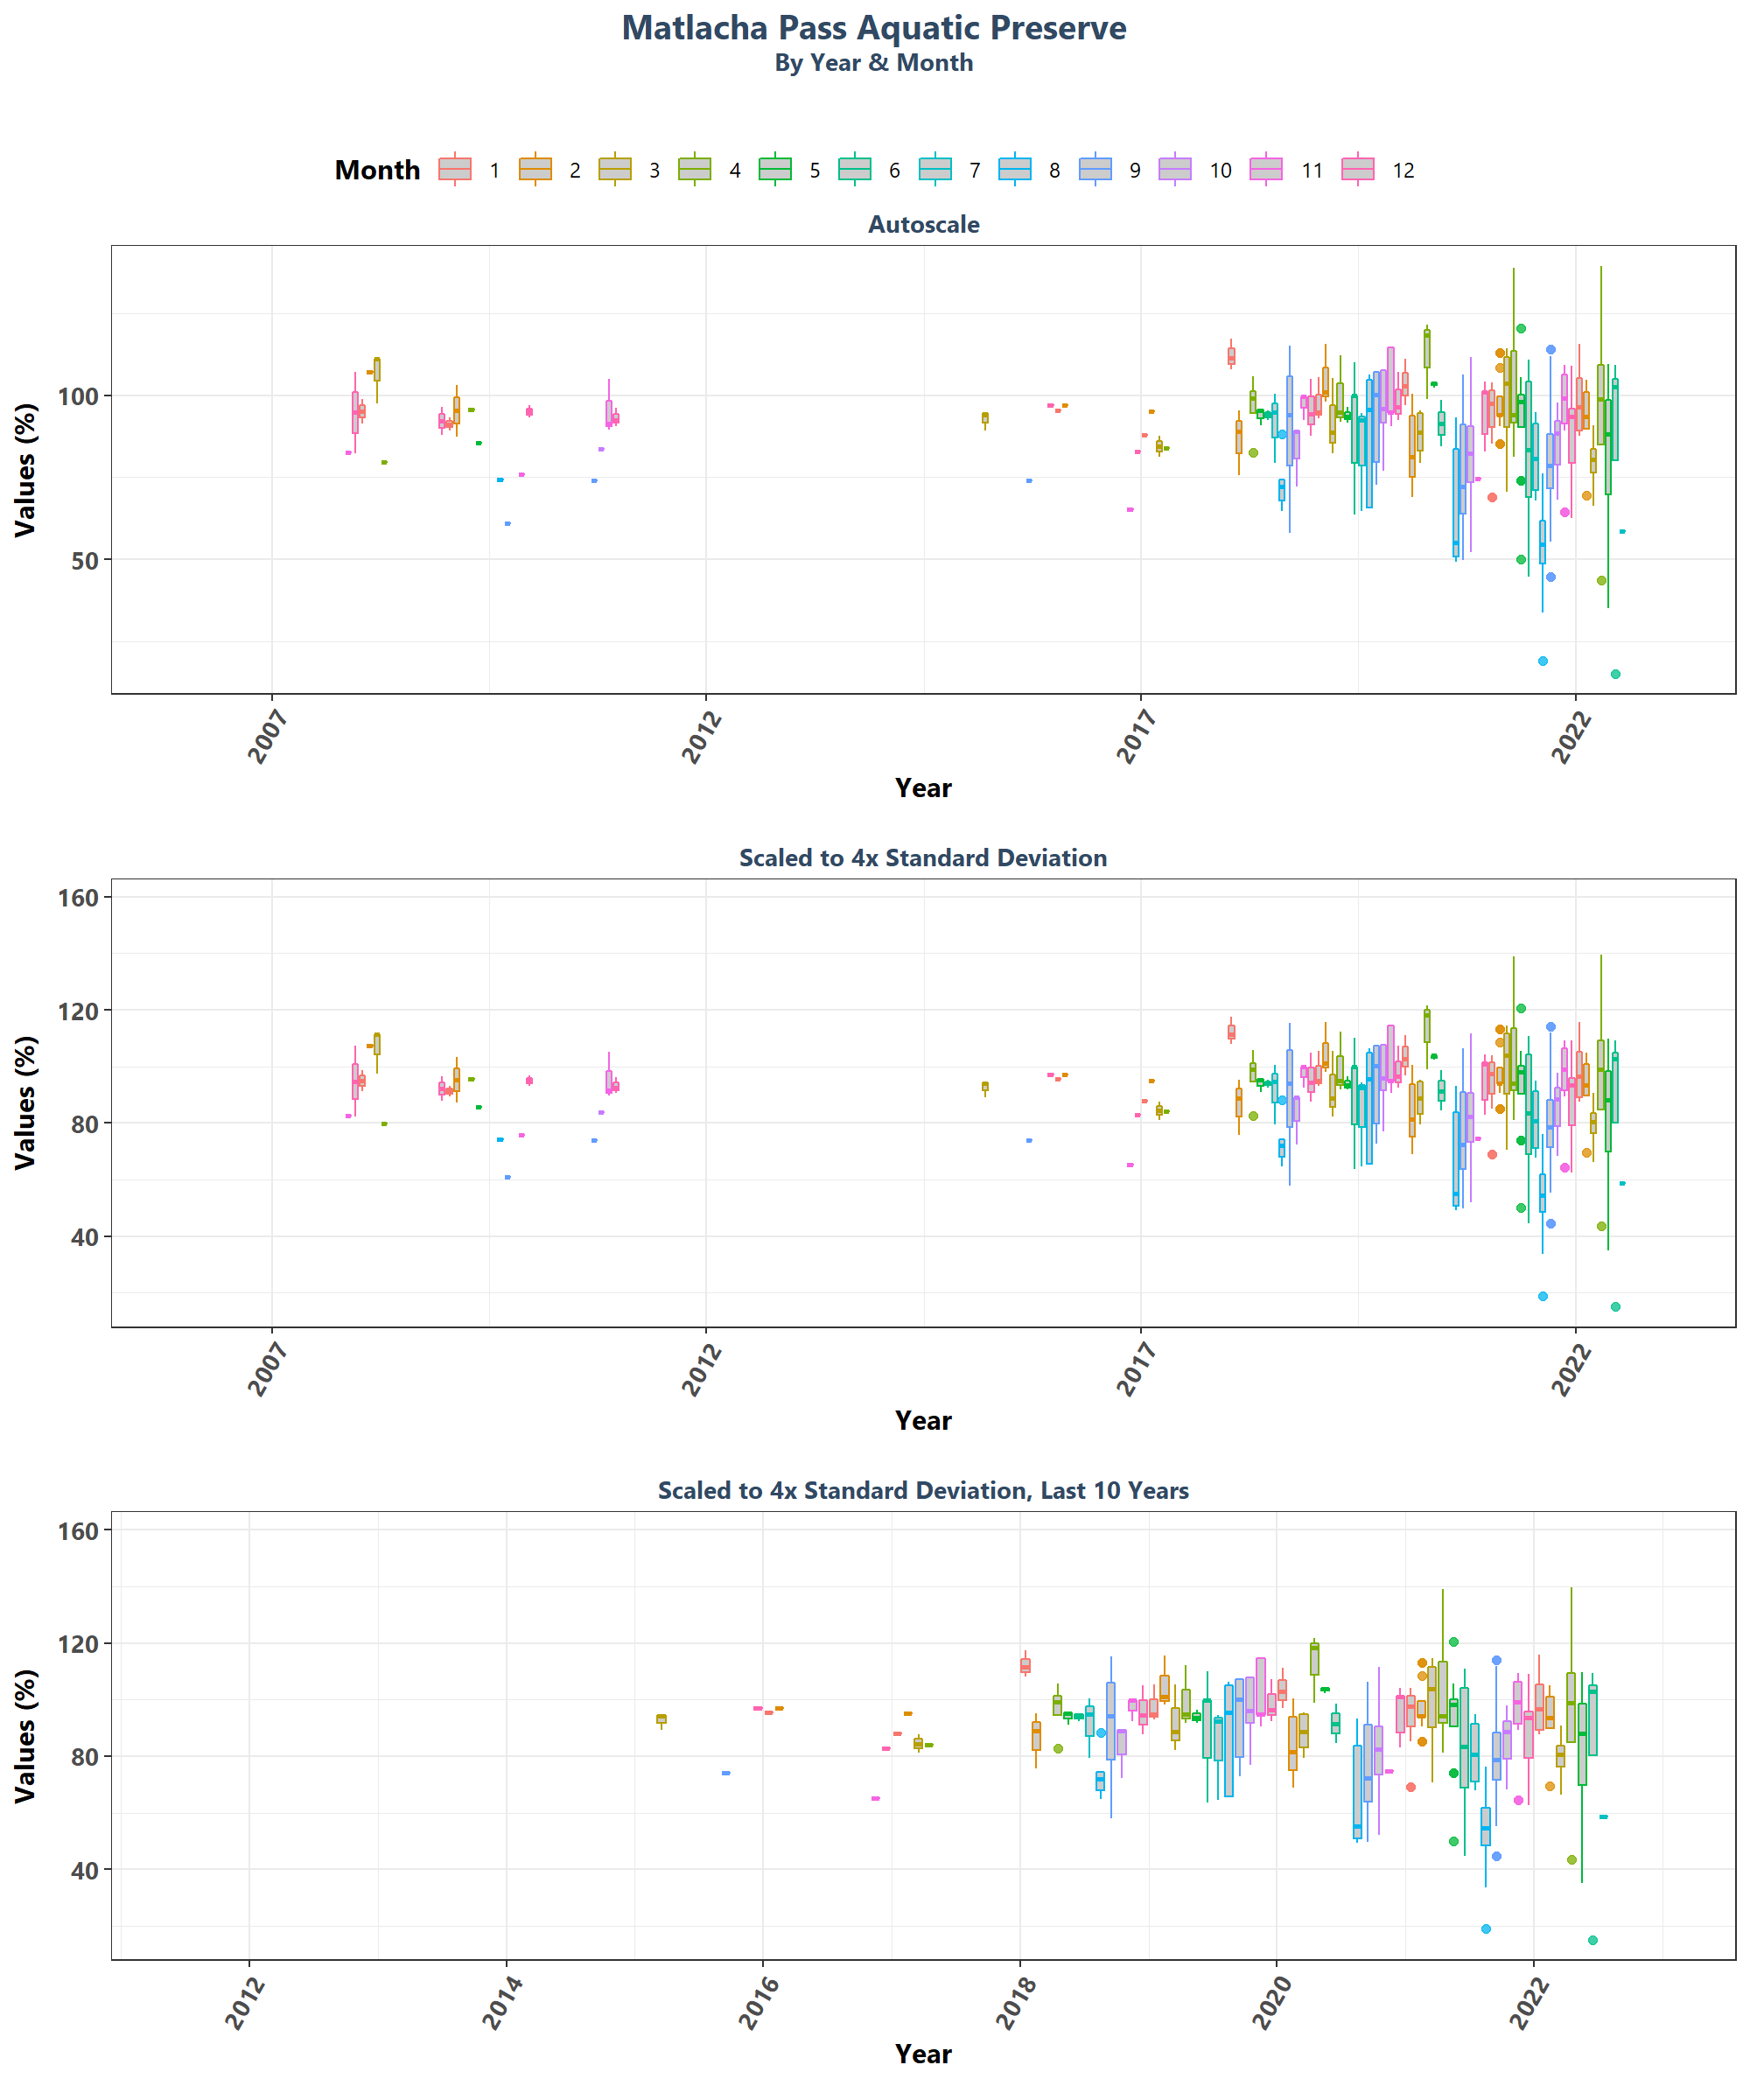 Matlacha Pass Aquatic Preserve
By Year & Month
Month 1 2 3 4 5 6 7 8 9 10 11 12
Autoscale
Values (%)
100
50
2007 2012 2017 2022
Year
Scaled to 4x Standard Deviation
Values (%)
160
120
80
40
2007 2012 2017 2022
Year
Scaled to 4x Standard Deviation, Last 10 Years
Values (%)
160
120
80
40
2012 2014 2016 2018 2020 2022
Year